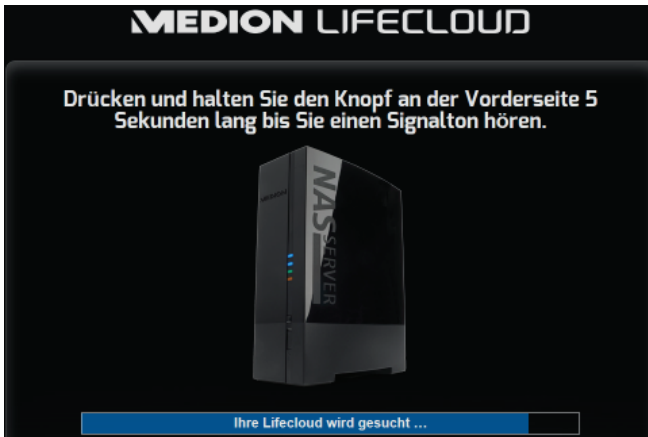 MEDION LIFECLOUD
Drücken und halten Sie den Knopf an der Vorderseite 5
Sekunden lang bis Sie einen Signalton hören.
MEDION
NAS SERVER
Ihre Lifecloud wird gesucht ...